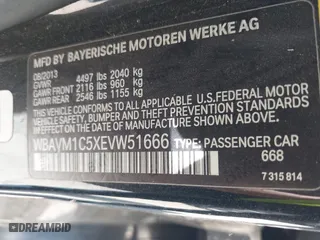 MFD BY BAYERISCHE MOTOREN WERKE AG
08/2013
GVWR 4497 lbs 2040 kg
GAWR FRONT 2116 lbs 960 kg
GAWR REAR 2546 lbs 1155 kg
THIS CAR CONFORMS TO ALL APPLICABLE U.S. FEDERAL MOTOR
VEHICLE SAFETY, BUMPER AND THEFT
PREVENTION STANDARDS IN EFFECT ON THE
DATE OF MANUFACTURE SHOWN ABOVE
WBAVM1C5XEVW51666 TYPE: PASSENGER CAR
668
7 315 814